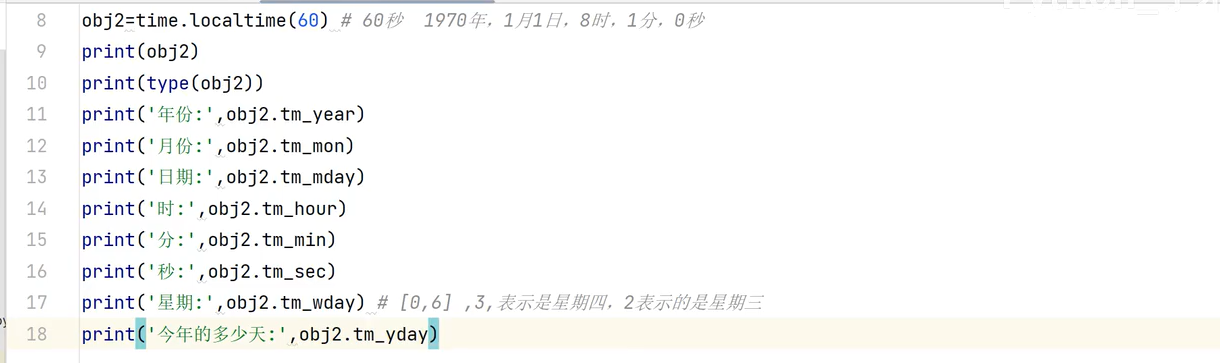 8 obj2=time.localtime(60) # 60秒  1970年，1月1日，8时，1分，0秒
9 print(obj2)
10 print(type(obj2))
11 print('年份:',obj2.tm_year)
12 print('月份:',obj2.tm_mon)
13 print('日期:',obj2.tm_mday)
14 print('时:',obj2.tm_hour)
15 print('分:',obj2.tm_min)
16 print('秒:',obj2.tm_sec)
17 print('星期:',obj2.tm_wday) # [0,6] ,3,表示是星期四，2表示的是星期三
18 print('今年的多少天:',obj2.tm_yday)